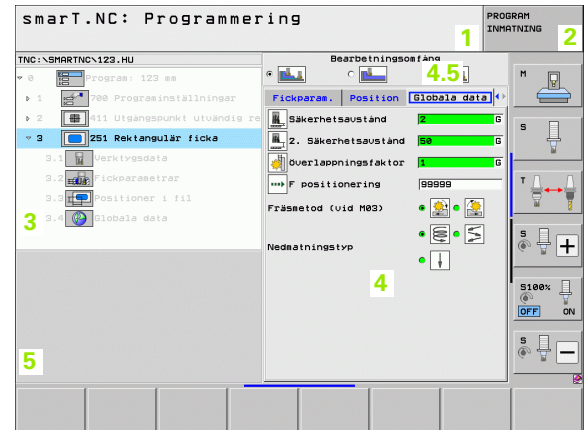 smarT.NC: Programmering
PROGRAM
INMATNING
1
2
TNC:\SMARTNC\123.HU
Bearbetningsomfång
0 Program: 123 mm
4.5
M
1 700 Programinställningar
Fickparam. Position Globala data
2 411 Utgångspunkt utvändig re
Säkerhetsavstånd 2 G
3 251 Rektangulär ficka
2. Säkerhetsavstånd 50 G
S
3.1 Verktygsdata
Överlappningsfaktor 1 G
3.2 Fickparametrar
F positionering 99999
T
3.3 Positioner i fil
Fräsmetod (vid M03)
3.4 Globala data
3
Nedmatningstyp
S
+
4
S100%
OFF ON
5
S
−